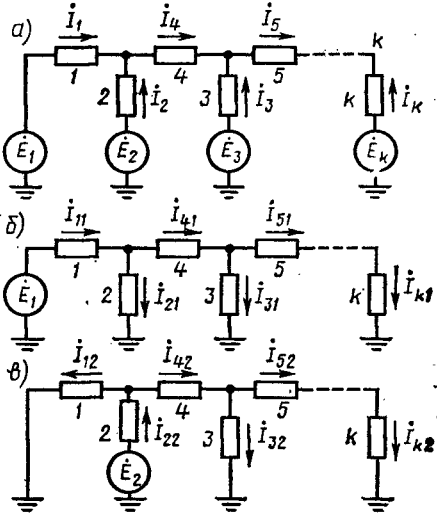 а) İ₁ İ₄ İ₅ k
1 4 5
2 İ₂ 3 İ₃ k İₖ
Ė₁ Ė₂ Ė₃ Ėₖ
б) İ₁₁ İ₄₁ İ₅₁
1 4 5
Ė₁ 2 İ₂₁ 3 İ₃₁ k İₖ₁
в) İ₁₂ İ₄₂ İ₅₂
1 4 5
2 İ₂₂ 3 İ₃₂ k İₖ₂
Ė₂